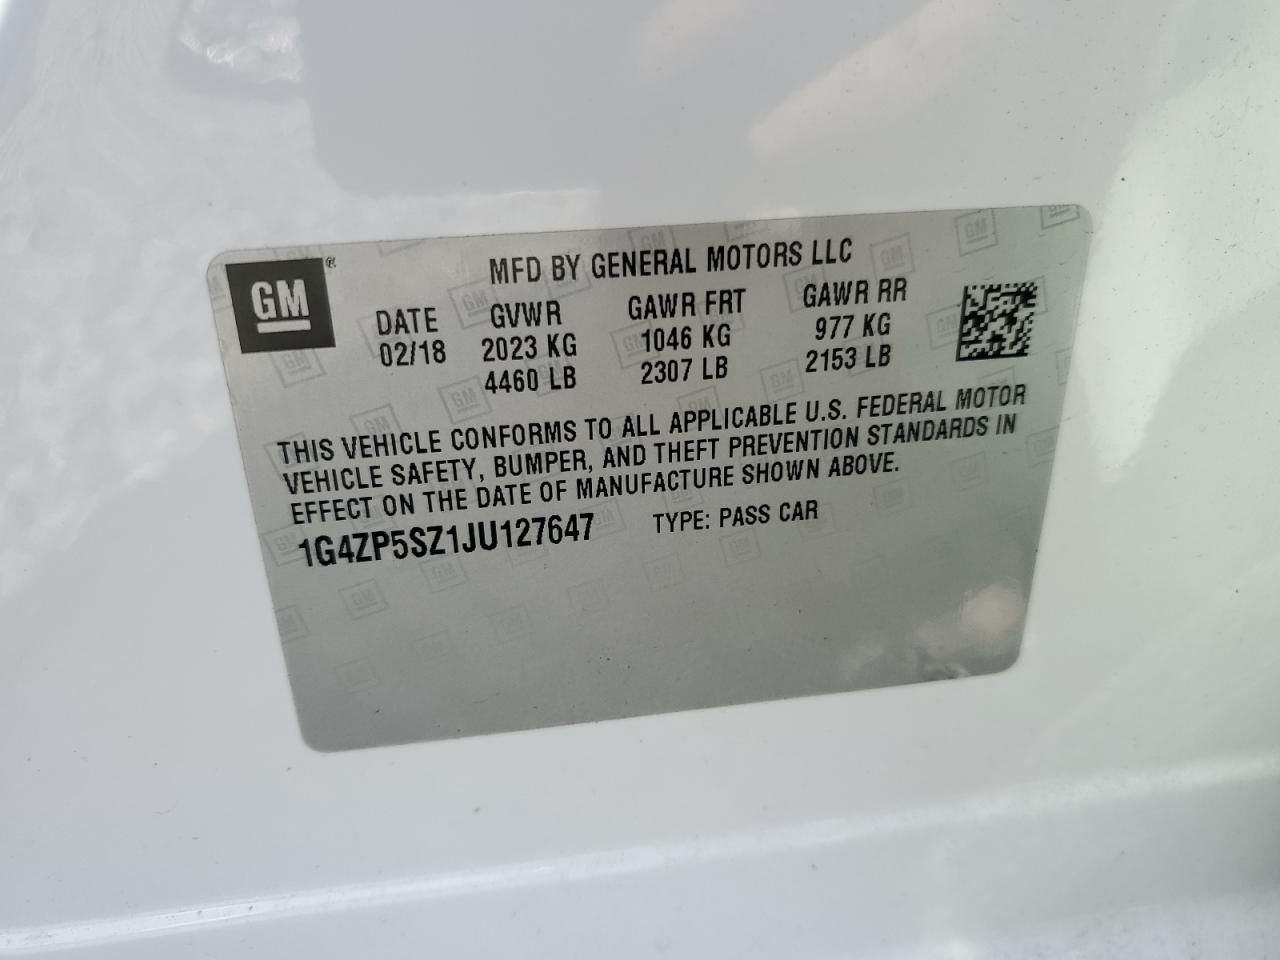 GM®
MFD BY GENERAL MOTORS LLC
DATE GVWR GAWR FRT GAWR RR
02/18 2023 KG 1046 KG 977 KG
4460 LB 2307 LB 2153 LB
THIS VEHICLE CONFORMS TO ALL APPLICABLE U.S. FEDERAL MOTOR
VEHICLE SAFETY, BUMPER, AND THEFT PREVENTION STANDARDS IN
EFFECT ON THE DATE OF MANUFACTURE SHOWN ABOVE.
1G4ZP5SZ1JU127647 TYPE: PASS CAR